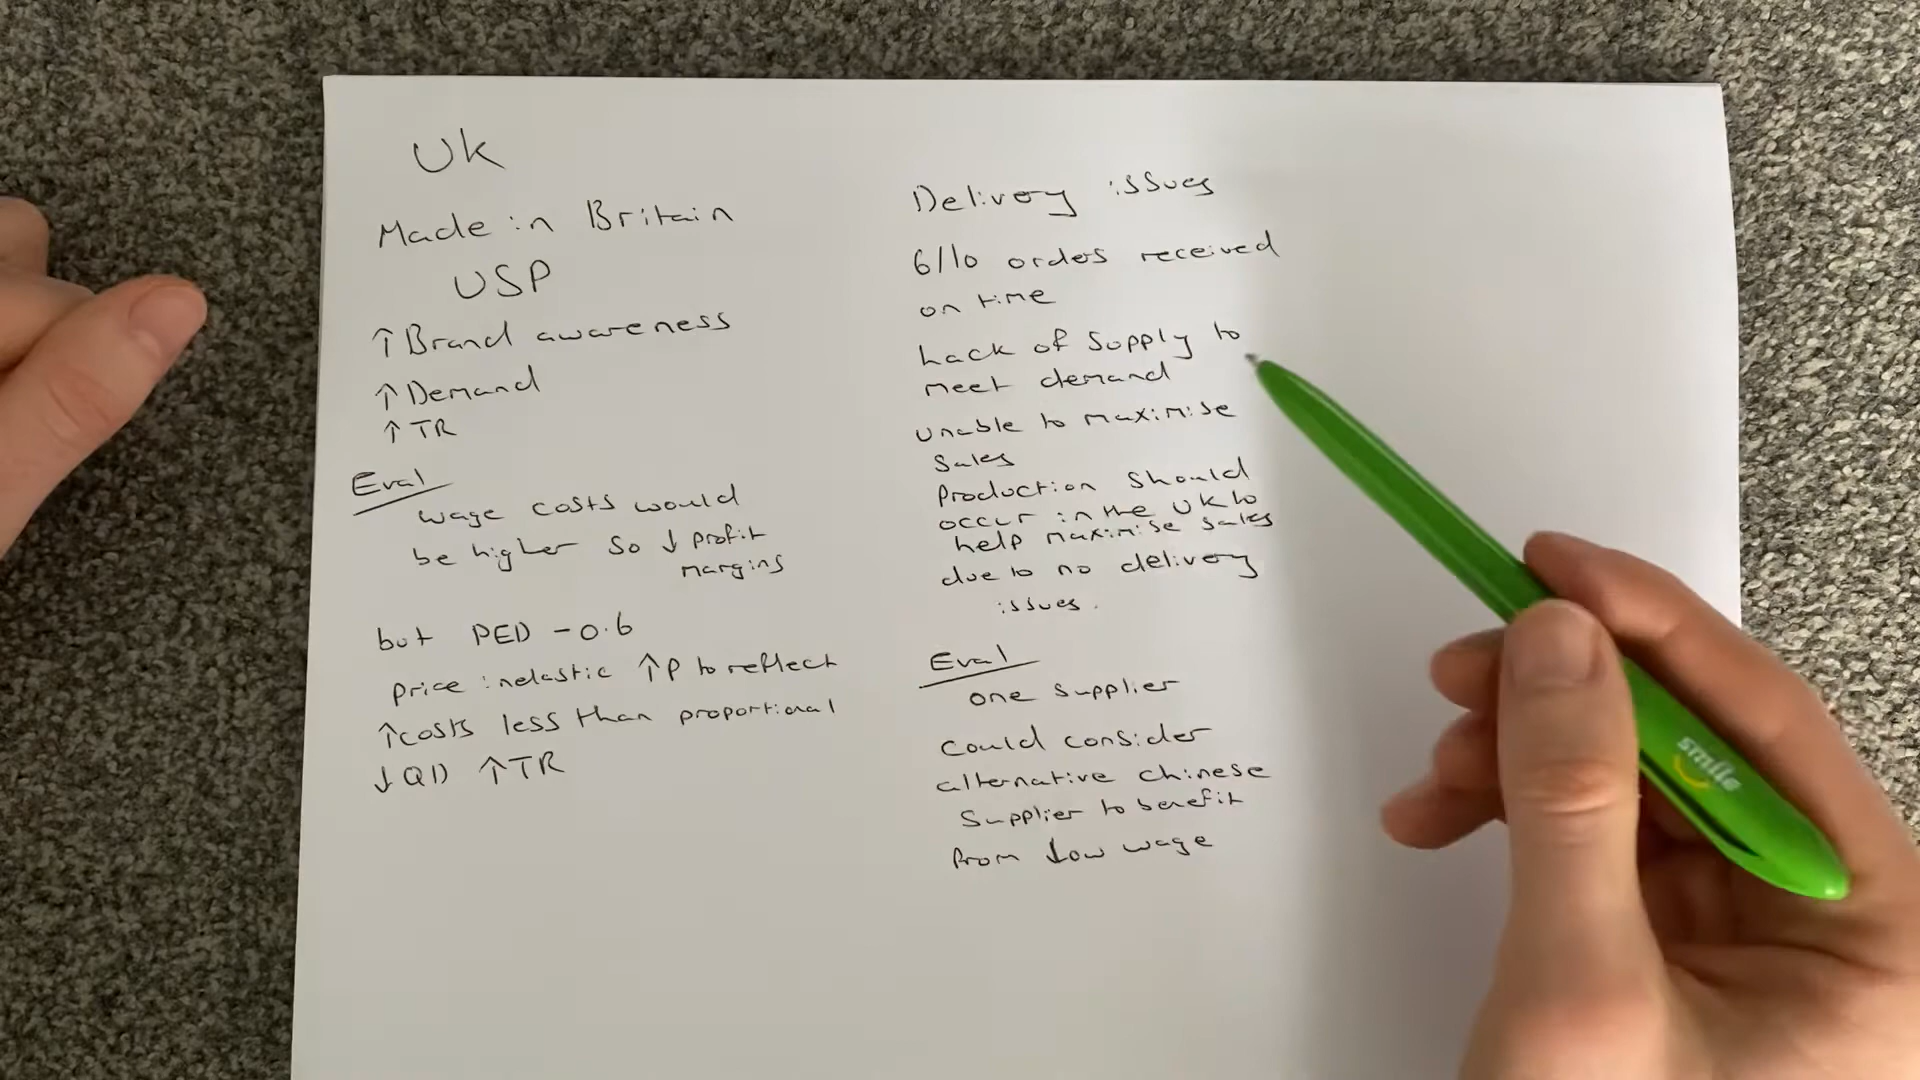 UK
Made in Britain
USP
↑ Brand awareness
↑ Demand
↑ TR
Eval
wage costs would
be higher so ↓ profit
margins
but PED -0.6
price inelastic ↑P to reflect
↑costs less than proportional
↓ QD ↑TR
Delivery issues
6/10 orders received
on time
Lack of supply to
meet demand
unable to maximise
sales
production should
occur in the UK to
help maximise sales
due to no delivery
issues.
Eval
one supplier
could consider
alternative chinese
supplier to benefit
from low wage
smile